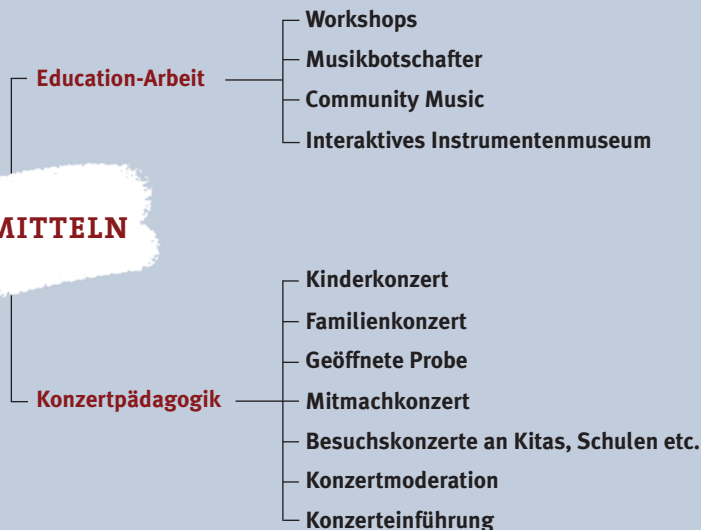 Workshops
Musikbotschafter
Education-Arbeit
Community Music
Interaktives Instrumentenmuseum
MITTELN
Kinderkonzert
Familienkonzert
Geöffnete Probe
Konzertpädagogik
Mitmachkonzert
Besuchskonzerte an Kitas, Schulen etc.
Konzertmoderation
Konzerteinführung